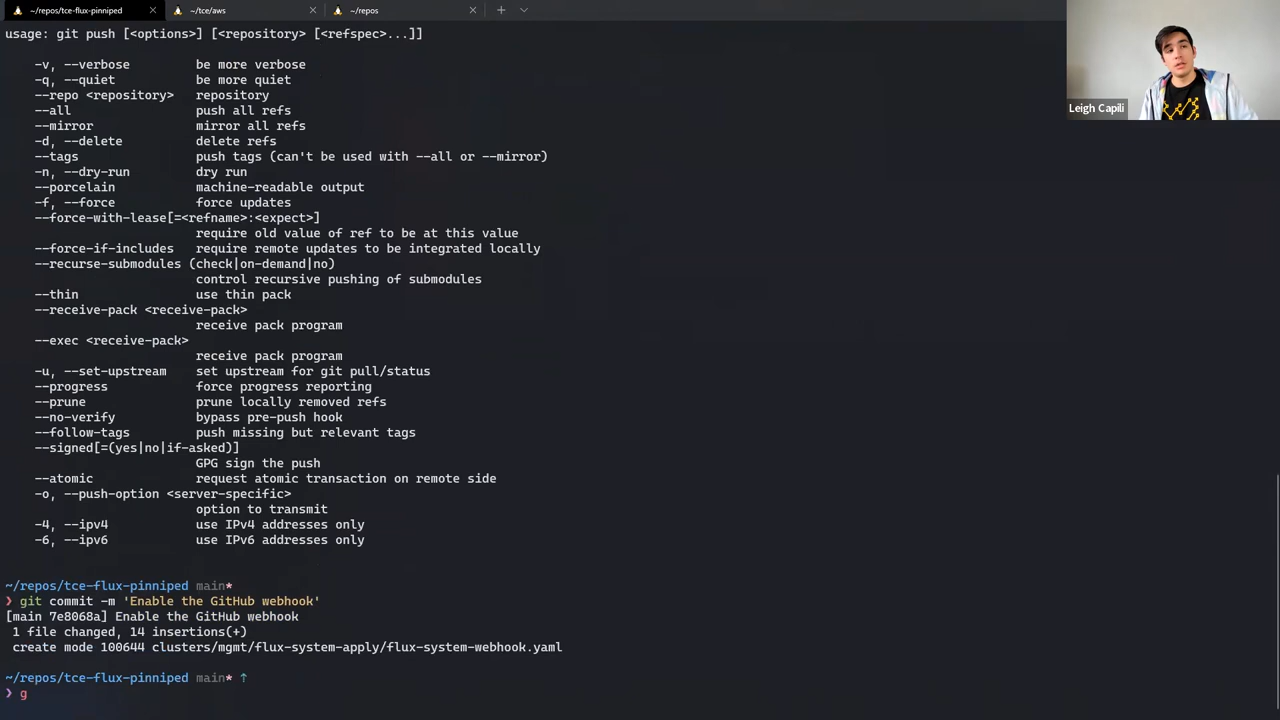 ~/repos/tce-flux-pinniped
~/tce/aws
~/repos
usage: git push [<options>] [<repository> [<refspec>...]]
-v, --verbose be more verbose
-q, --quiet be more quiet
--repo <repository> repository
--all push all refs
--mirror mirror all refs
-d, --delete delete refs
--tags push tags (can't be used with --all or --mirror)
-n, --dry-run dry run
--porcelain machine-readable output
-f, --force force updates
--force-with-lease[=<refname>:<expect>]
require old value of ref to be at this value
--force-if-includes require remote updates to be integrated locally
--recurse-submodules (check|on-demand|no)
control recursive pushing of submodules
--thin use thin pack
--receive-pack <receive-pack>
receive pack program
--exec <receive-pack>
receive pack program
-u, --set-upstream set upstream for git pull/status
--progress force progress reporting
--prune prune locally removed refs
--no-verify bypass pre-push hook
--follow-tags push missing but relevant tags
--signed[=(yes|no|if-asked)]
GPG sign the push
--atomic request atomic transaction on remote side
-o, --push-option <server-specific>
option to transmit
-4, --ipv4 use IPv4 addresses only
-6, --ipv6 use IPv6 addresses only
~/repos/tce-flux-pinniped main*
❯ git commit -m 'Enable the GitHub webhook'
[main 7e8068a] Enable the GitHub webhook
1 file changed, 14 insertions(+)
create mode 100644 clusters/mgmt/flux-system-apply/flux-system-webhook.yaml
~/repos/tce-flux-pinniped main* ↑
❯ g
Leigh Capili